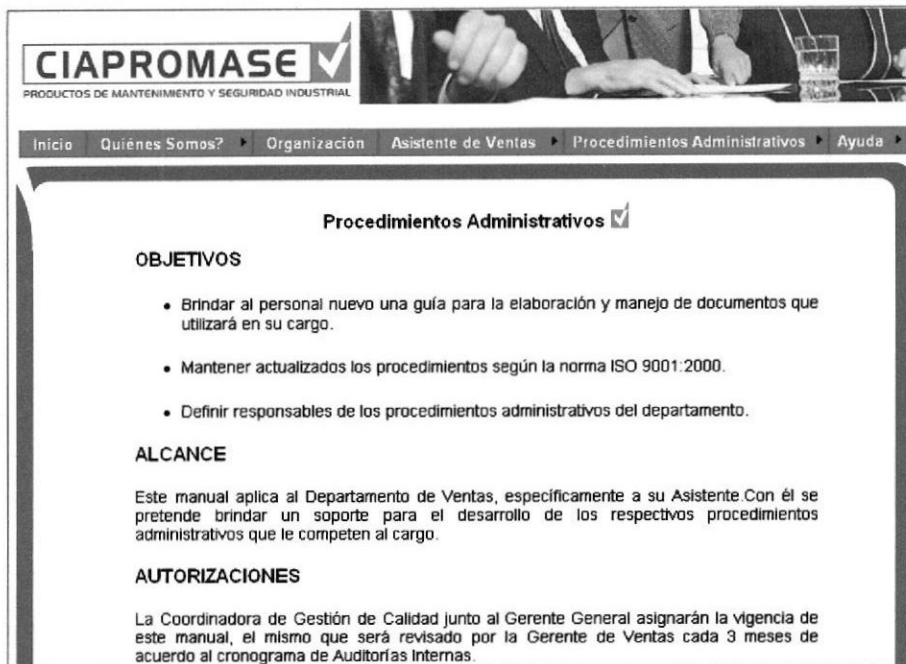 CIAPROMASE
PRODUCTOS DE MANTENIMIENTO Y SEGURIDAD INDUSTRIAL
Inicio Quiénes Somos? Organización Asistente de Ventas Procedimientos Administrativos Ayuda
Procedimientos Administrativos
OBJETIVOS
• Brindar al personal nuevo una guía para la elaboración y manejo de documentos que
utilizará en su cargo.
• Mantener actualizados los procedimientos según la norma ISO 9001:2000.
• Definir responsables de los procedimientos administrativos del departamento.
ALCANCE
Este manual aplica al Departamento de Ventas, específicamente a su Asistente.Con él se
pretende brindar un soporte para el desarrollo de los respectivos procedimientos
administrativos que le competen al cargo.
AUTORIZACIONES
La Coordinadora de Gestión de Calidad junto al Gerente General asignarán la vigencia de
este manual, el mismo que será revisado por la Gerente de Ventas cada 3 meses de
acuerdo al cronograma de Auditorías Internas.